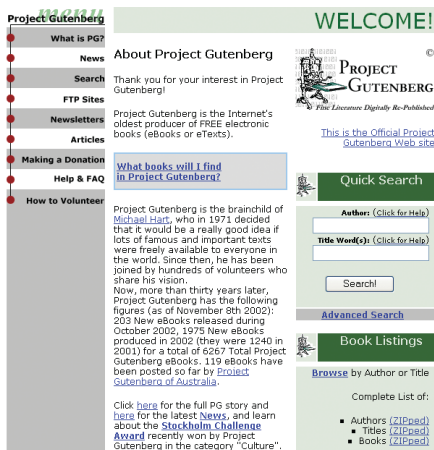 menu
Project Gutenberg
What is PG?
News
Search
FTP Sites
Newsletters
Articles
Making a Donation
Help & FAQ
How to Volunteer
WELCOME!
About Project Gutenberg
Thank you for your interest in Project
Gutenberg!
Project Gutenberg is the Internet's
oldest producer of FREE electronic
books (eBooks or eTexts).
What books will I find
in Project Gutenberg?
Project Gutenberg is the brainchild of
Michael Hart, who in 1971 decided
that it would be a really good idea if
lots of famous and important texts
were freely available to everyone in
the world. Since then, he has been
joined by hundreds of volunteers who
share his vision.
Now, more than thirty years later,
Project Gutenberg has the following
figures (as of November 8th 2002):
203 New eBooks released during
October 2002, 1975 New eBooks
produced in 2002 (they were 1240 in
2001) for a total of 6267 Total Project
Gutenberg eBooks. 119 eBooks have
been posted so far by Project
Gutenberg of Australia.
Click here for the full PG story and
here for the latest News, and learn
about the Stockholm Challenge
Award recently won by Project
Gutenberg in the category "Culture".
©
PROJECT
GUTENBERG
Fine Literature Digitally Re-Published
This is the Official Project
Gutenberg Web site
Quick Search
Author: (Click for Help)
Title Word(s): (Click for Help)
Search!
Advanced Search
Book Listings
Browse by Author or Title
Complete List of:
Authors (ZIPped)
Titles (ZIPped)
Books (ZIPped)